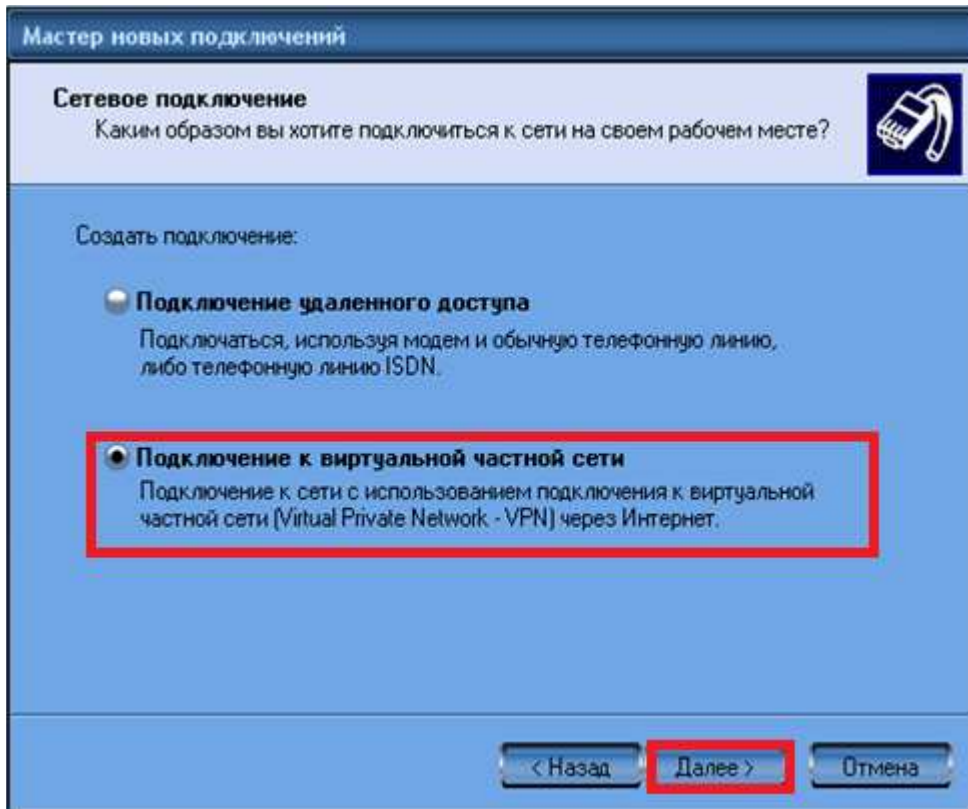 Мастер новых подключений
Сетевое подключение
Каким образом вы хотите подключиться к сети на своем рабочем месте?
Создать подключение:
Подключение удаленного доступа
Подключаться, используя модем и обычную телефонную линию,
либо телефонную линию ISDN.
Подключение к виртуальной частной сети
Подключение к сети с использованием подключения к виртуальной
частной сети (Virtual Private Network - VPN) через Интернет.
< Назад Далее > Отмена